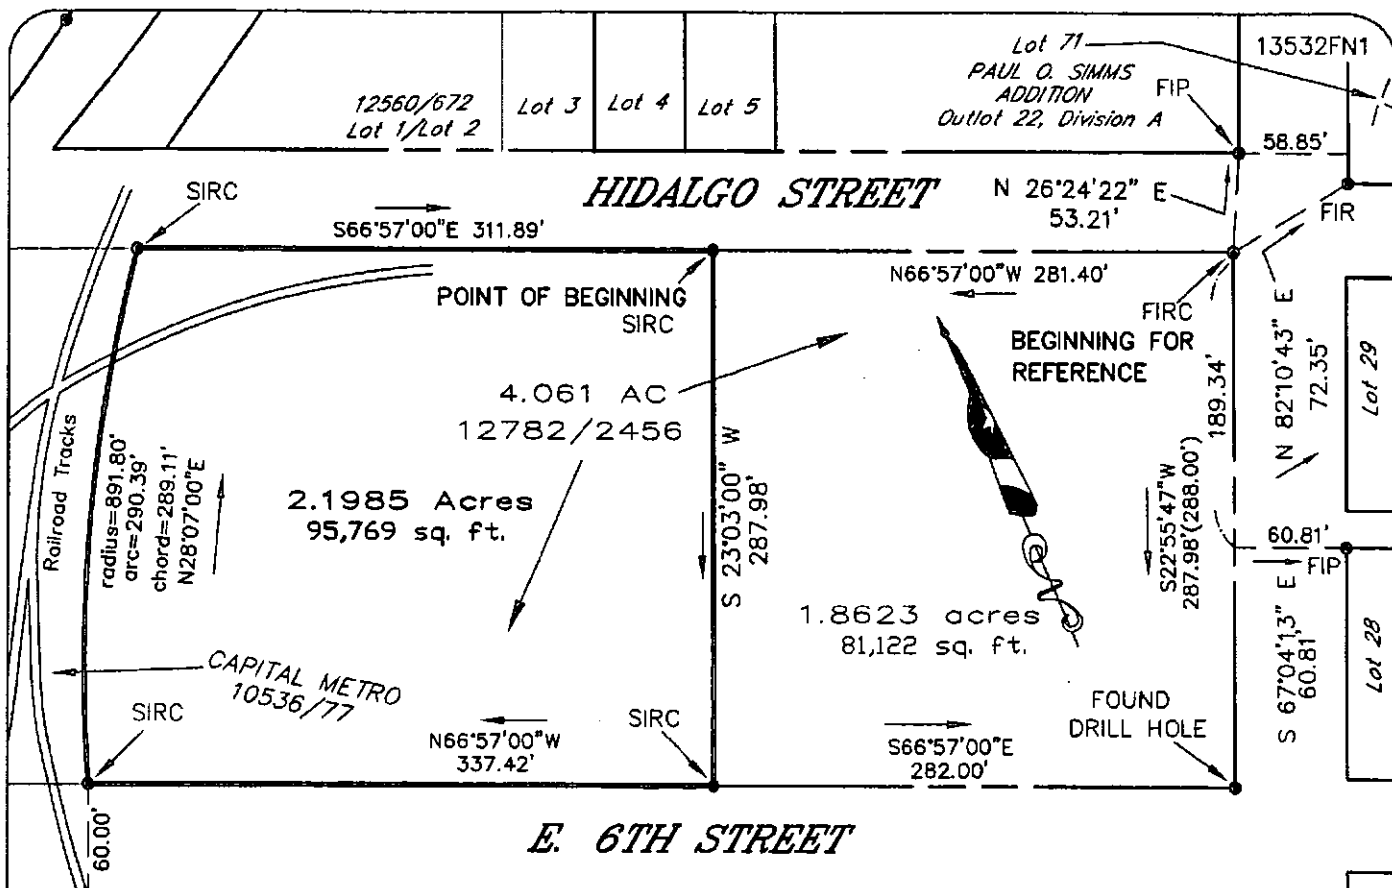 Lot 71
13532FN1
PAUL O. SIMMS
ADDITION
Outlot 22, Division A
FIP
12560/672
Lot 1/Lot 2
Lot 3
Lot 4
Lot 5
58.85'
SIRC
HIDALGO STREET
N 26°24'22" E
53.21'
FIR
S66°57'00"E 311.89'
N66°57'00"W 281.40'
POINT OF BEGINNING
SIRC
FIRC
BEGINNING FOR
REFERENCE
N 82°10'43" E
72.35'
Lot 29
189.34'
4.061 AC
12782/2456
Railroad Tracks
radius=891.80'
arc=290.39'
chord=289.11'
N28°07'00"E
2.1985 Acres
95,769 sq. ft.
S 23°03'00" W
287.98'
S22°55'47"W
287.98'(288.00')
60.81'
FIP
1.8623 acres
81,122 sq. ft.
S 67°04'13" E
60.81'
Lot 28
CAPITAL METRO
10536/77
SIRC
SIRC
FOUND
DRILL HOLE
N66°57'00"W
337.42'
S66°57'00"E
282.00'
60.00'
E. 6TH STREET